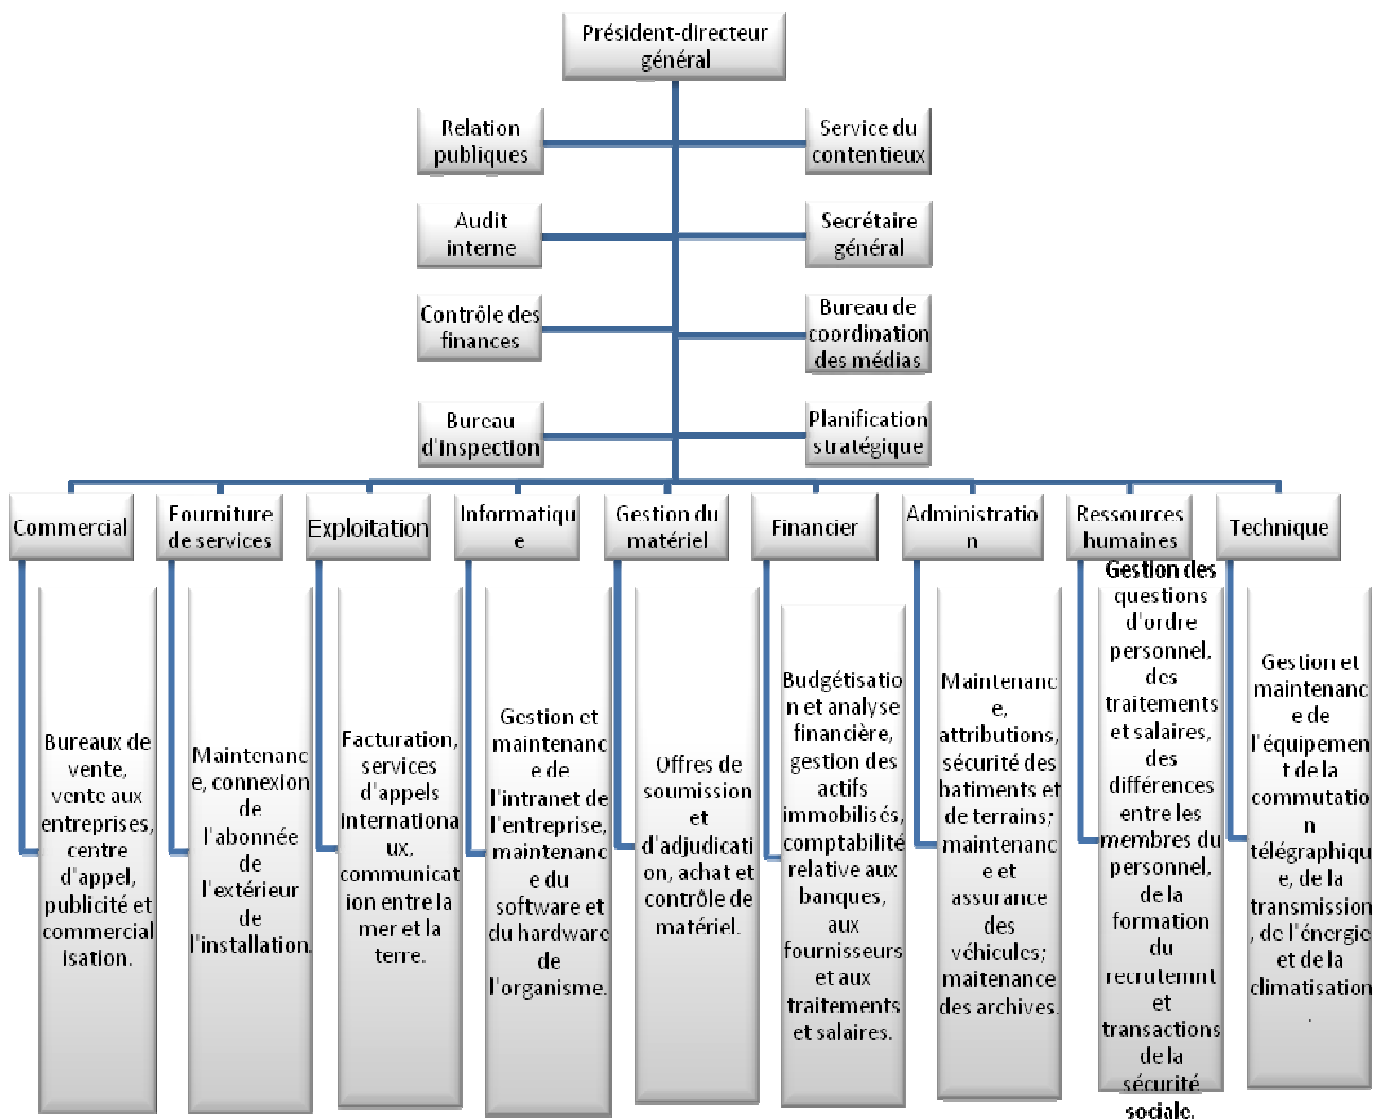 Président-directeur
général
Relation
publiques
Service du
contentieux
Audit
interne
Secrétaire
général
Contrôle des
finances
Bureau de
coordination
des médias
Bureau
d'inspection
Planification
stratégique
Commercial
Fourniture
de services
Exploitation
Informatiqu
e
Gestion du
matériel
Financier
Administratio
n
Ressources
humaines
Technique
Bureaux de
vente,
vente aux
entreprises,
centre
d'appel,
publicité et
commercial
isation.
Maintenanc
e, connexion
de
l'abonnée
de
l'extérieur
de
l'installation.
Facturation,
services
d'appels
internationa
ux,
communicat
ion entre la
mer et la
terre.
Gestion et
maintenanc
e de
l'intranet de
l'entreprise,
maintenanc
e du
software et
du hardware
de
l'organisme.
Offres de
soumission
et
d'adjudicati
on, achat et
contrôle de
matériel.
Budgétisatio
n et analyse
financière,
gestion des
actifs
immobilisés,
comptabilité
relative aux
banques,
aux
fournisseurs
et aux
traitements
et salaires.
Maintenanc
e,
attributions,
sécurité des
batiments et
de terrains;
maintenanc
e et
assurance
des
véhicules;
maitenance
des archives.
Gestion des
questions
d'ordre
personnel,
des
traitements
et salaires,
des
différences
entre les
membres du
personnel,
de la
formation
du
recrutemnt
et
transactions
de la
sécurité
sociale.
Gestion et
maintenanc
e de
l'équipemen
t de la
commutatio
n
télégraphiqu
e, de la
transmission
, de l'énergie
et de la
climatisation
.